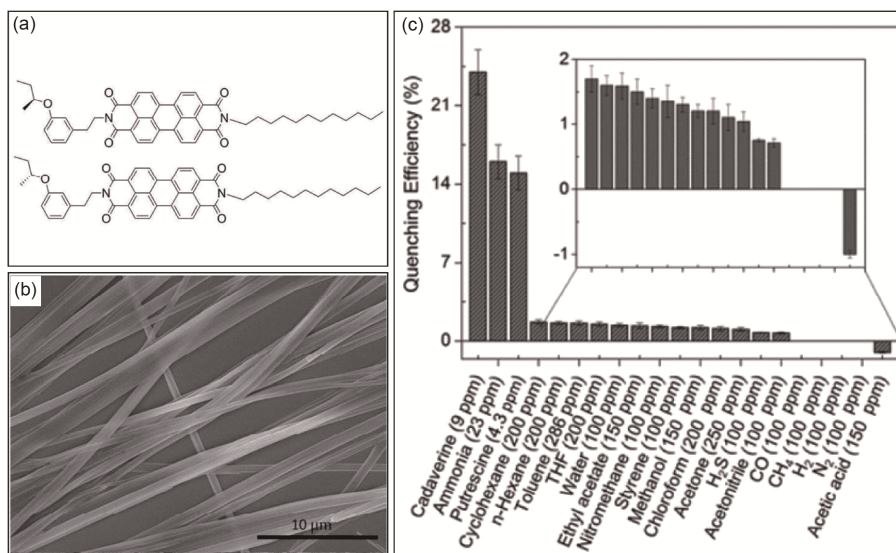 (a)
O O
O
N N
O O
O O
O
N N
O O
(b)
10 μm
(c)
Quenching Efficiency (%)
28
21
14
7
0
2
1
0
-1
Cadaverine (9 ppm)
Ammonia (23 ppm)
Putrescine (4.3 ppm)
Cyclohexane (200 ppm)
n-Hexane (200 ppm)
Toluene (286 ppm)
THF (200 ppm)
Water (100 ppm)
Ethyl acetate (150 ppm)
Nitromethane (100 ppm)
Styrene (100 ppm)
Methanol (150 ppm)
Chloroform (200 ppm)
Acetone (250 ppm)
H₂S (100 ppm)
Acetonitrile (100 ppm)
CO (100 ppm)
CH₄ (100 ppm)
H₂ (100 ppm)
N₂ (100 ppm)
Acetic acid (150 ppm)